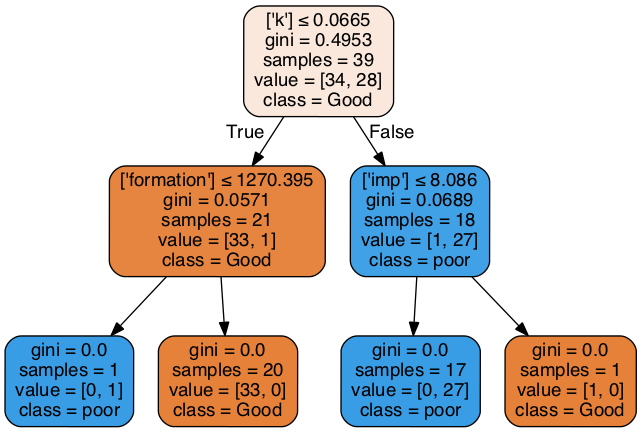 ['k'] ≤ 0.0665
gini = 0.4953
samples = 39
value = [34, 28]
class = Good
True
False
['formation'] ≤ 1270.395
gini = 0.0571
samples = 21
value = [33, 1]
class = Good
['imp'] ≤ 8.086
gini = 0.0689
samples = 18
value = [1, 27]
class = poor
gini = 0.0
samples = 1
value = [0, 1]
class = poor
gini = 0.0
samples = 20
value = [33, 0]
class = Good
gini = 0.0
samples = 17
value = [0, 27]
class = poor
gini = 0.0
samples = 1
value = [1, 0]
class = Good